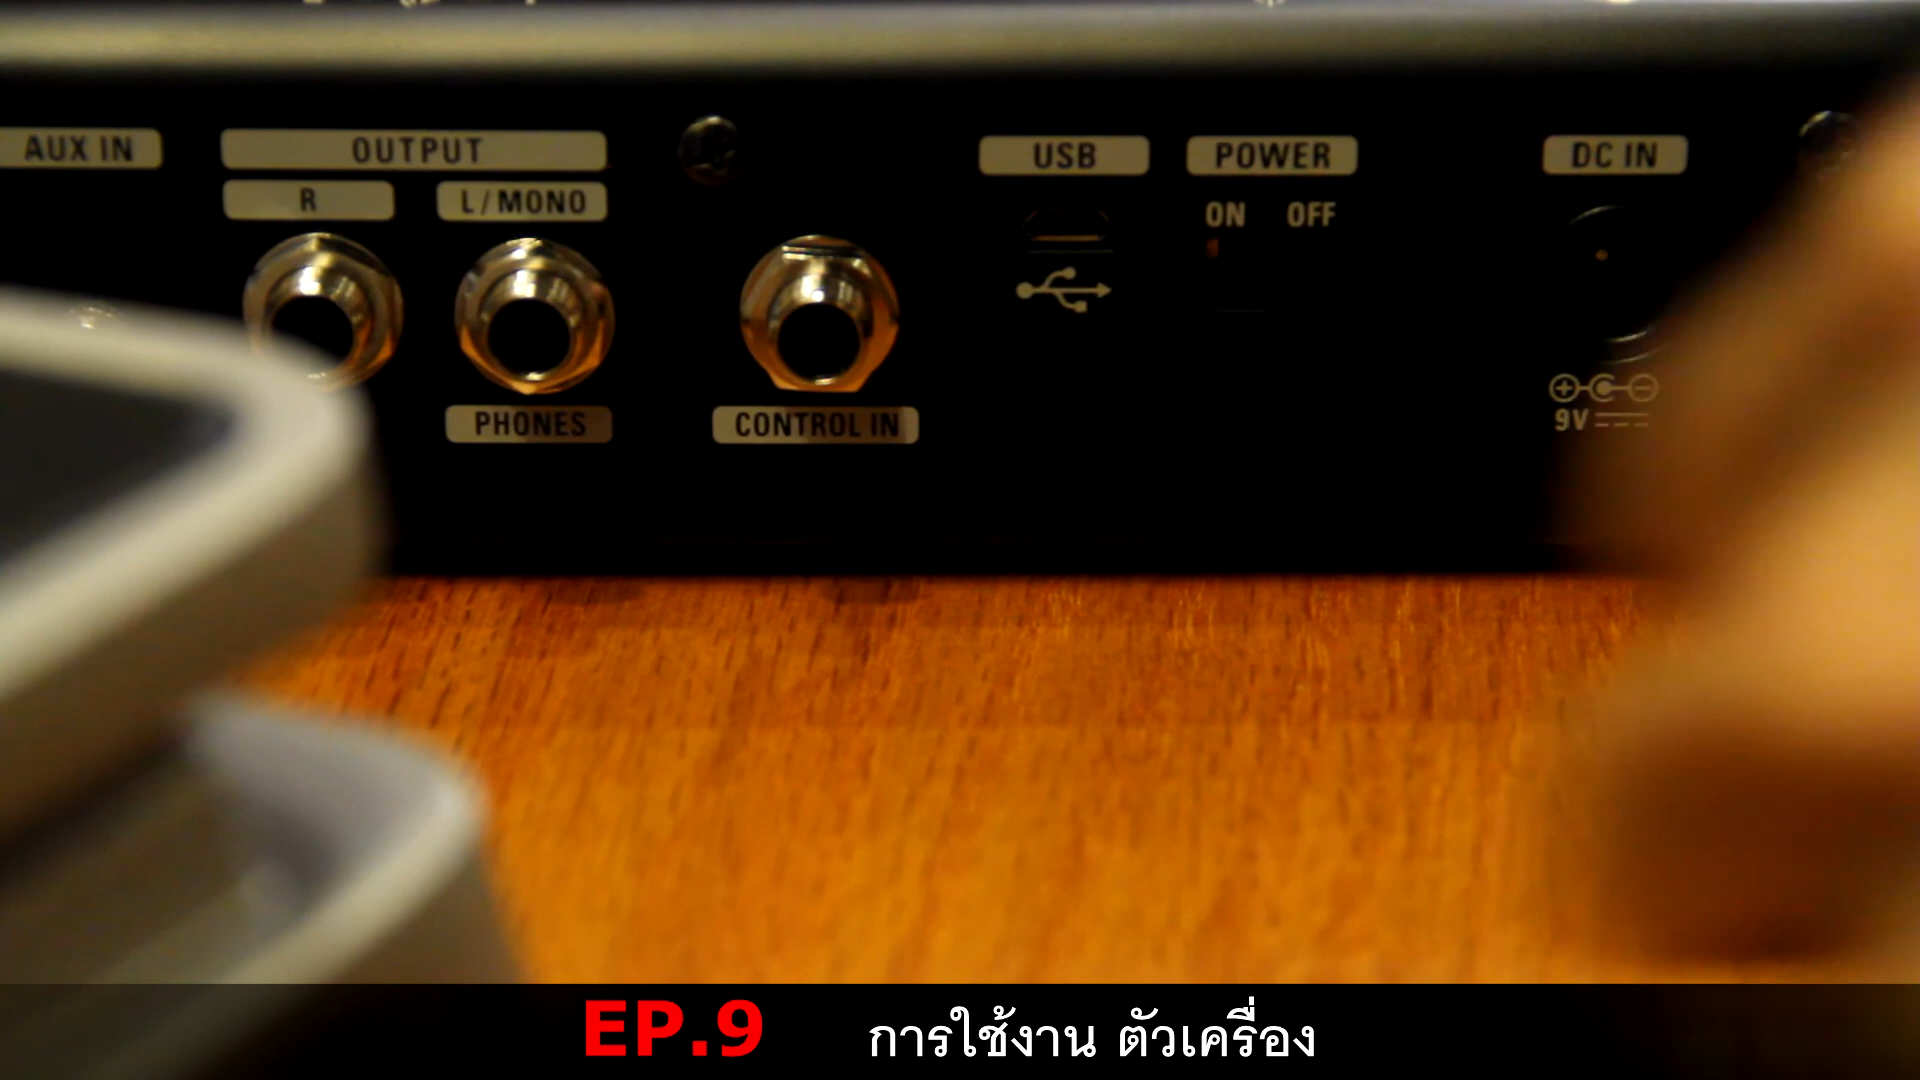 AUX IN
OUTPUT
R
L/MONO
PHONES
CONTROL IN
USB
POWER
ON OFF
DC IN
9V
EP.9 การใช้งาน ตัวเครื่อง